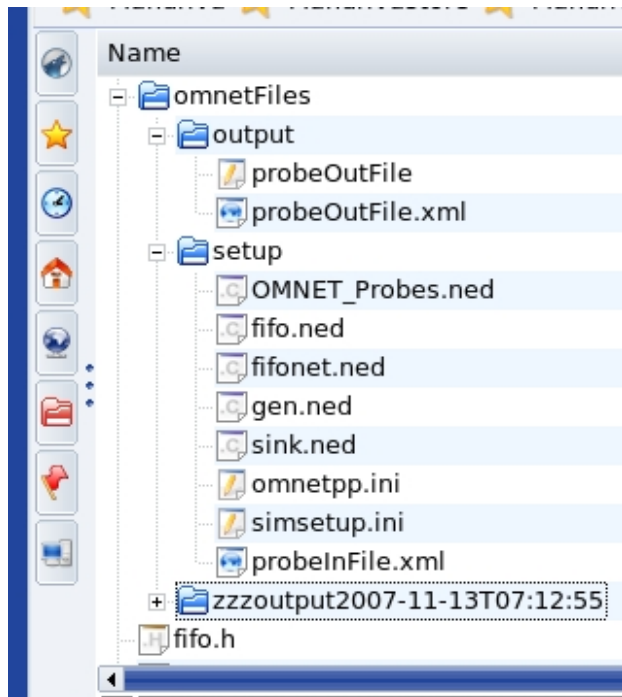 Name
omnetFiles
output
probeOutFile
probeOutFile.xml
setup
OMNET_Probes.ned
fifo.ned
fifonet.ned
gen.ned
sink.ned
omnetpp.ini
simsetup.ini
probeInFile.xml
zzzoutput2007-11-13T07:12:55
fifo.h